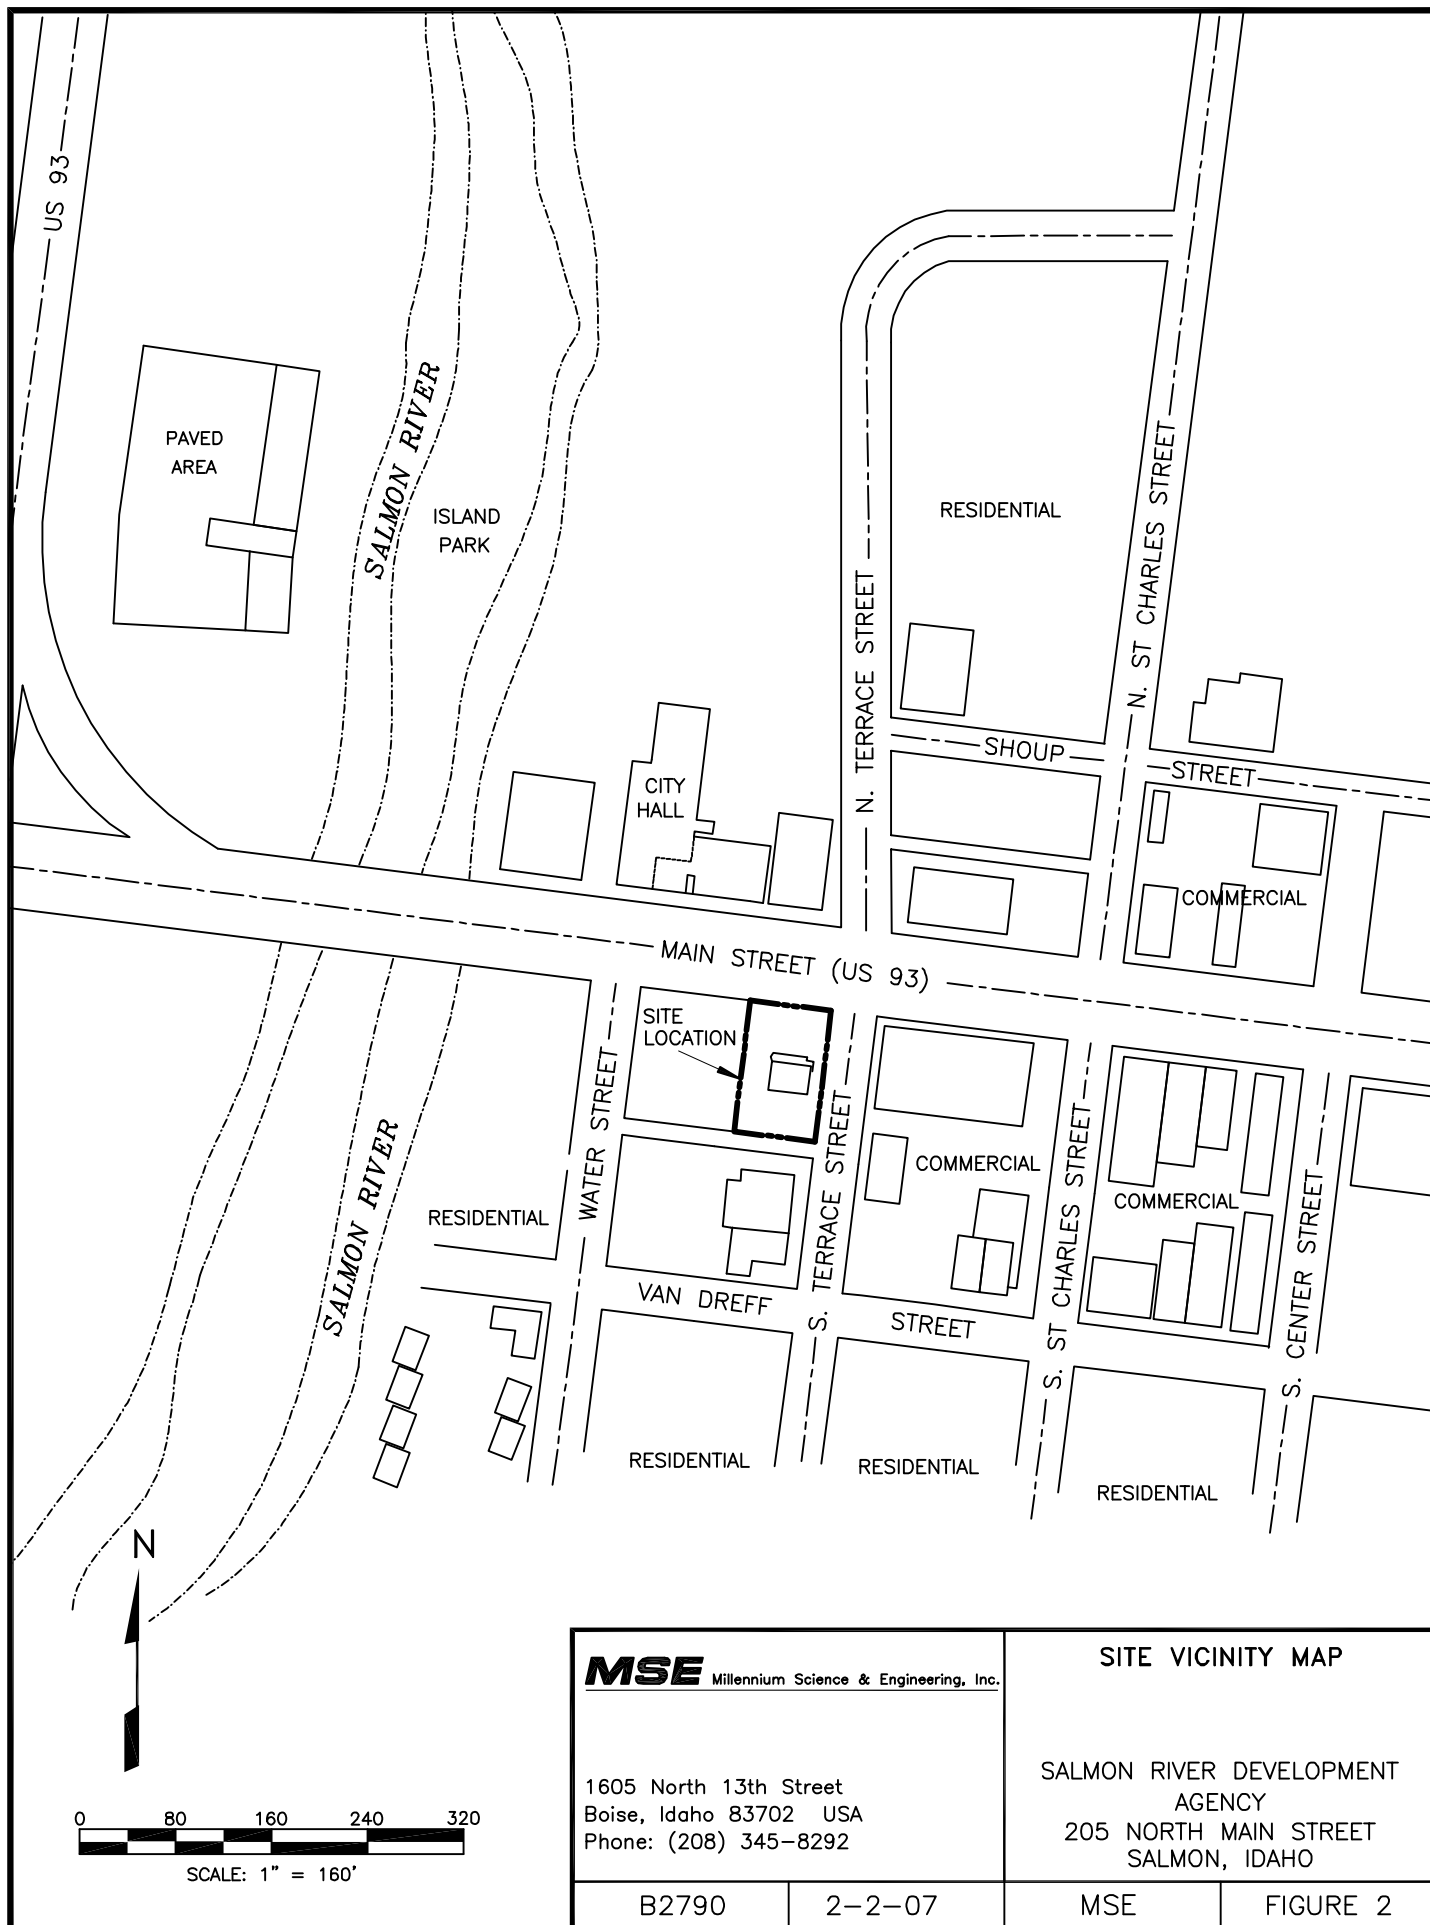 US 93
PAVED
AREA
SALMON RIVER
ISLAND
PARK
RESIDENTIAL
N. TERRACE STREET
N. ST CHARLES STREET
SHOUP STREET
CITY
HALL
COMMERCIAL
MAIN STREET (US 93)
SITE
LOCATION
WATER STREET
S. TERRACE STREET
COMMERCIAL
S. ST CHARLES STREET
COMMERCIAL
S. CENTER STREET
SALMON RIVER
RESIDENTIAL
VAN DREFF STREET
RESIDENTIAL
RESIDENTIAL
RESIDENTIAL
N
0 80 160 240 320
SCALE: 1" = 160'
MSE Millennium Science & Engineering, Inc.
1605 North 13th Street
Boise, Idaho 83702 USA
Phone: (208) 345-8292
SITE VICINITY MAP
SALMON RIVER DEVELOPMENT
AGENCY
205 NORTH MAIN STREET
SALMON, IDAHO
B2790
2-2-07
MSE
FIGURE 2